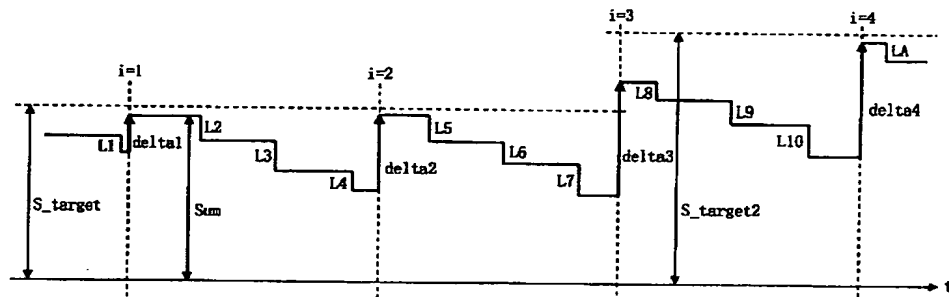 i=3
i=4
LA
i=1
i=2
L8
L1
delta1
L2
L5
L9
delta4
L3
L6
L10
L4
delta2
L7
delta3
S_target
Sum
S_target2